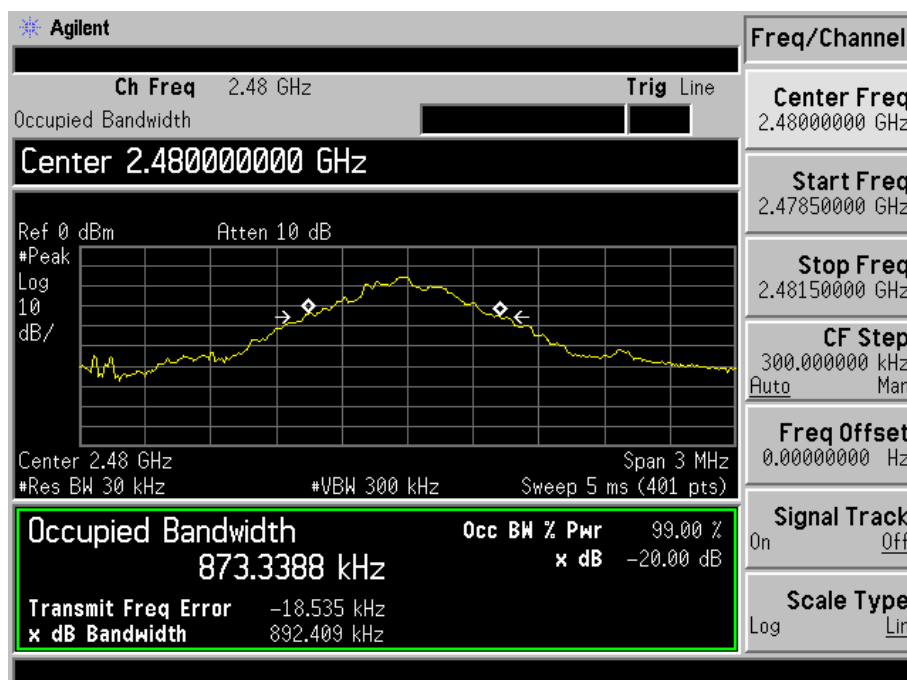 Agilent
Freq/Channel
Ch Freq 2.48 GHz Trig Line
Occupied Bandwidth
Center 2.480000000 GHz
Ref 0 dBm Atten 10 dB
#Peak
Log
10
dB/
Center 2.48 GHz Span 3 MHz
#Res BW 30 kHz #VBW 300 kHz Sweep 5 ms (401 pts)
Occupied Bandwidth
873.3388 kHz
Occ BW % Pwr 99.00 %
x dB -20.00 dB
Transmit Freq Error -18.535 kHz
x dB Bandwidth 892.409 kHz
Center Freq
2.48000000 GHz
Start Freq
2.47850000 GHz
Stop Freq
2.48150000 GHz
CF Step
300.000000 kHz
Auto Man
Freq Offset
0.00000000 Hz
Signal Track
On Off
Scale Type
Log Lin